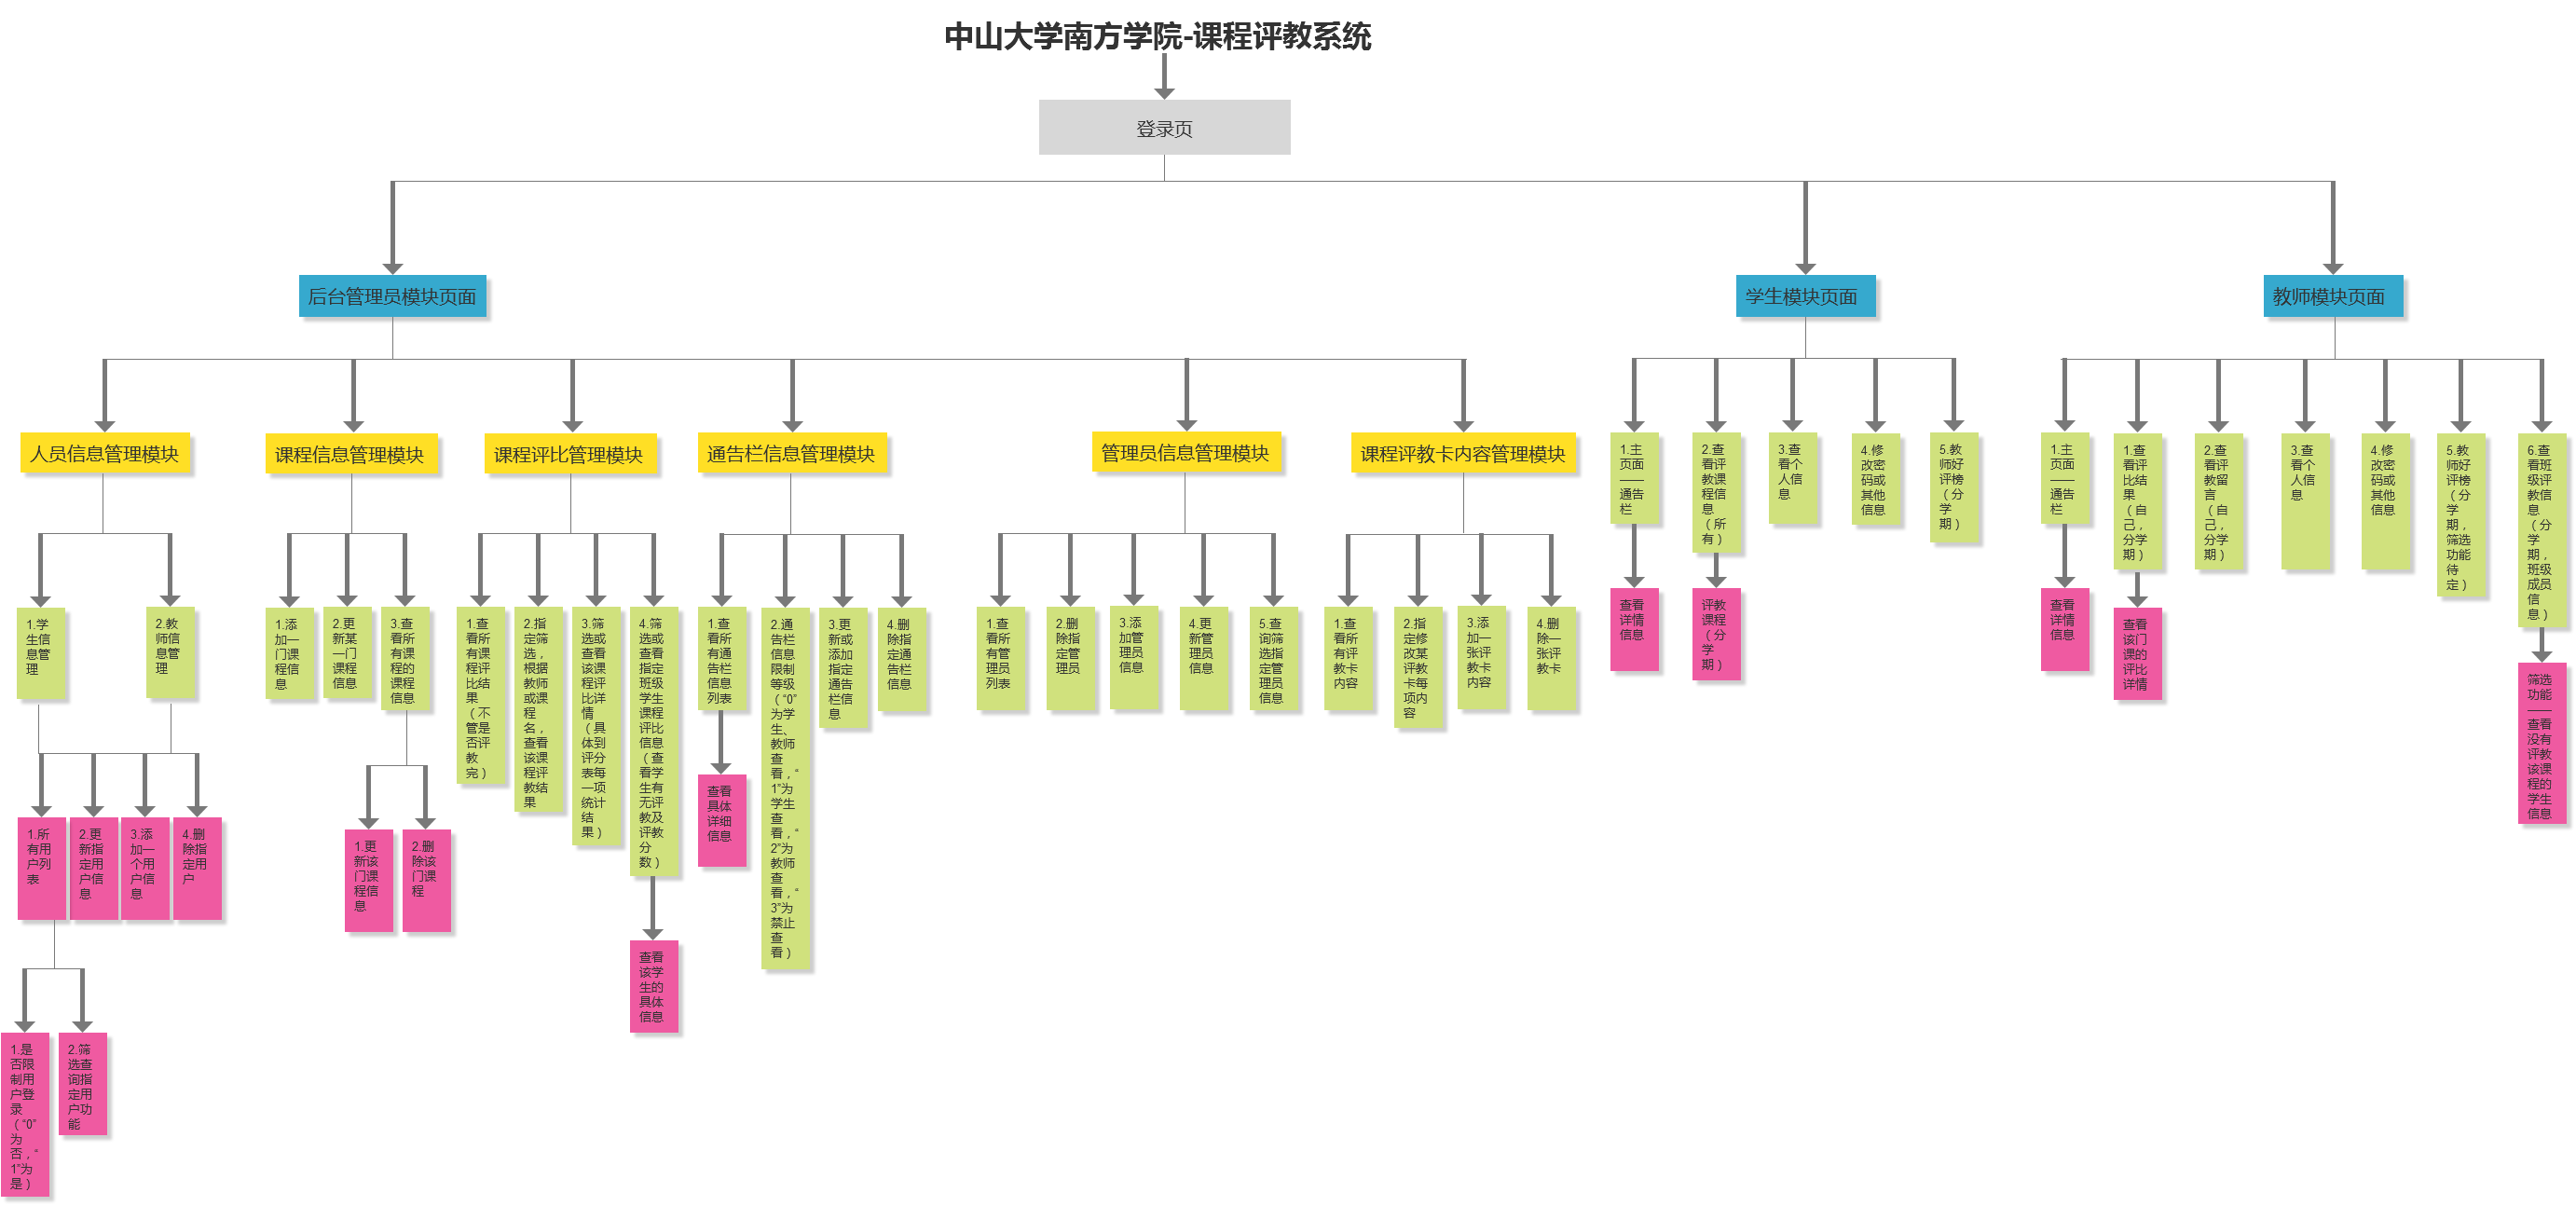 中山大学南方学院-课程评教系统
登录页
后台管理员模块页面
学生模块页面
教师模块页面
人员信息管理模块
课程信息管理模块
课程评比管理模块
通告栏信息管理模块
管理员信息管理模块
课程评教卡内容管理模块
1.主
页面
——
通告
栏
2.查
看评
教课
程信
息
（所
有）
3.查
看个
人信
息
4.修
改密
码或
其他
信息
5.教
师好
评榜
（分
学
期）
1.主
页面
——
通告
栏
1.查
看评
比结
果
（自
己，
分学
期）
2.查
看评
教留
言
（自
己，
分学
期）
3.查
看个
人信
息
4.修
改密
码或
其他
信息
5.教
师好
评榜
（分
学
期，
筛选
功能
待
定）
6.查
看班
级评
教信
息
（分
学
期，
班级
成员
信
息）
1.学
生信
息管
理
2.教
师信
息管
理
1.添
加一
门课
程信
息
2.更
新某
一门
课程
信息
3.查
看所
有课
程的
课程
信息
1.查
看所
有课
程评
比结
果
（不
管是
否评
教
完）
2.指
定筛
选，
根据
教师
或课
程
名，
查看
该课
程评
教结
果
3.筛
选或
查看
该课
程评
比详
情
（具
体到
评分
表每
一项
统计
结
果）
4.筛
选或
查看
指定
班级
学生
课程
评比
信息
（查
看学
生有
无评
教及
评教
分
数）
1.查
看所
有通
告栏
信息
列表
2.通
告栏
信息
限制
等级
（“0”
为学
生、
教师
查
看，“
1”为
学生
查
看，“
2”为
教师
查
看，“
3”为
禁止
查
看）
3.更
新或
添加
指定
通告
栏信
息
4.删
除指
定通
告栏
信息
1.查
看所
有管
理员
列表
2.删
除指
定管
理员
3.添
加管
理员
信息
4.更
新管
理员
信息
5.查
询筛
选指
定管
理员
信息
1.查
看所
有评
教卡
内容
2.指
定修
改某
评教
卡每
项内
容
3.添
加一
张评
教卡
内容
4.删
除一
张评
教卡
查看
详情
信息
评教
课程
（分
学
期）
查看
详情
信息
查看
该门
课的
评比
详情
筛选
功能
——
查看
没有
评教
该课
程的
学生
信息
1.所
有用
户列
表
2.更
新指
定用
户信
息
3.添
加一
个用
户信
息
4.删
除指
定用
户
1.更
新该
门课
程信
息
2.删
除该
门课
程
查看
具体
详细
信息
查看
该学
生的
具体
信息
1.是
否限
制用
户登
录
（“0”
为
否，“
1”为
是）
2.筛
选查
询指
定用
户功
能